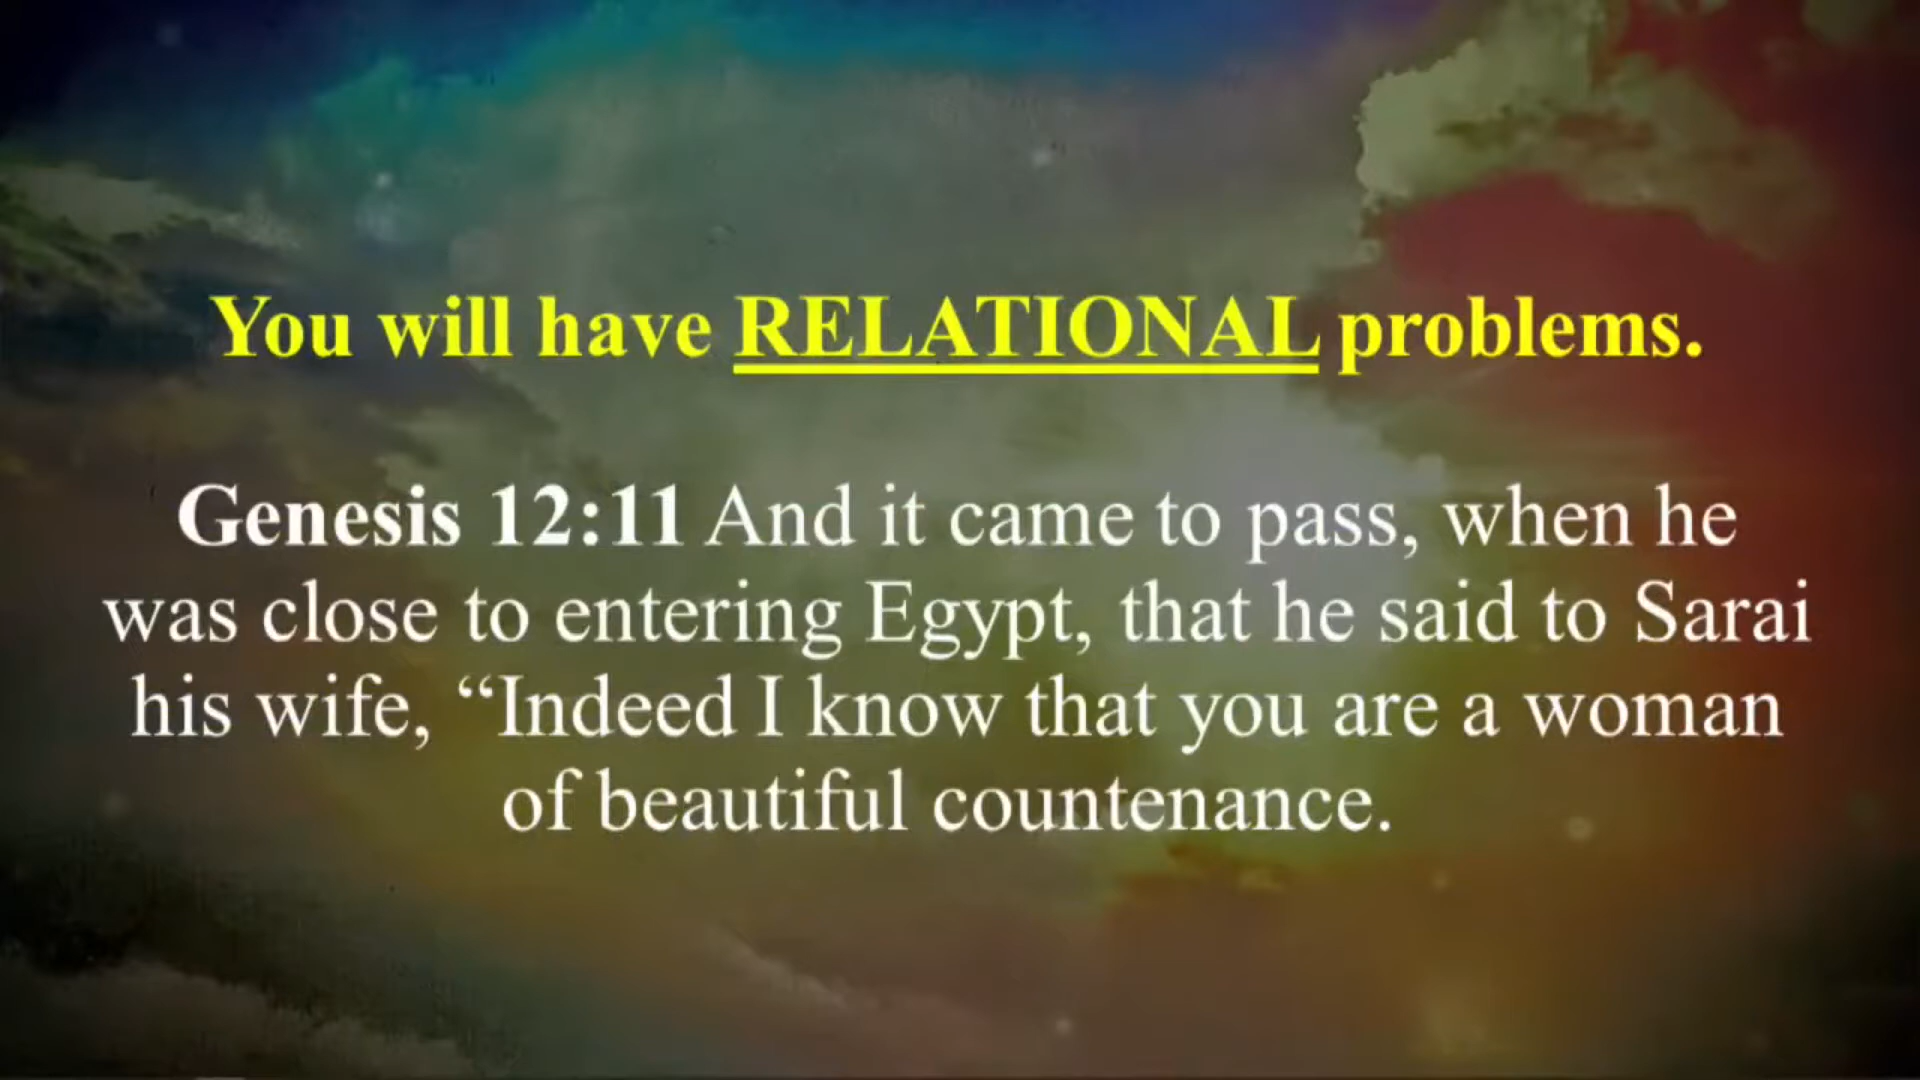 You will have RELATIONAL problems.
Genesis 12:11 And it came to pass, when he
was close to entering Egypt, that he said to Sarai
his wife, “Indeed I know that you are a woman
of beautiful countenance.